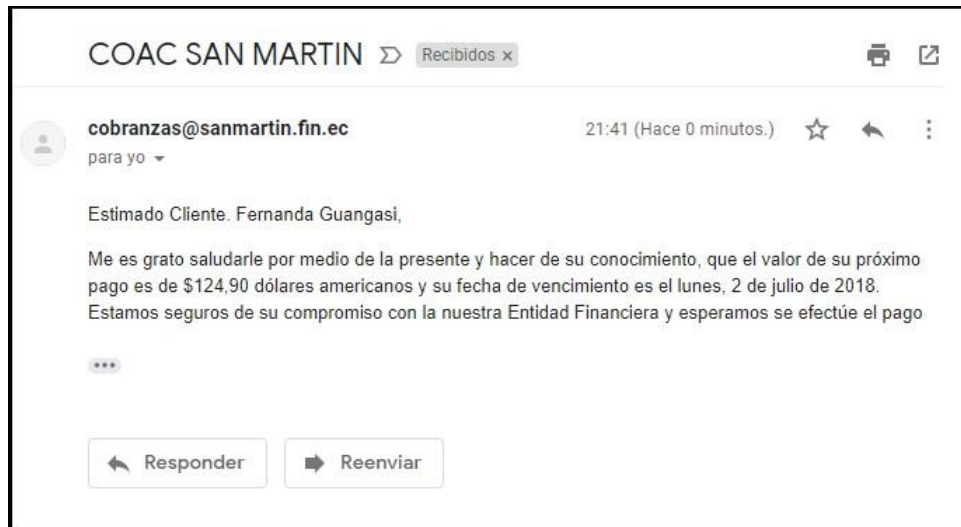 COAC SAN MARTIN Recibidos x
cobranzas@sanmartin.fin.ec 21:41 (Hace 0 minutos.)
para yo
Estimado Cliente. Fernanda Guangasi,
Me es grato saludarle por medio de la presente y hacer de su conocimiento, que el valor de su próximo
pago es de $124,90 dólares americanos y su fecha de vencimiento es el lunes, 2 de julio de 2018.
Estamos seguros de su compromiso con la nuestra Entidad Financiera y esperamos se efectúe el pago
Responder Reenviar